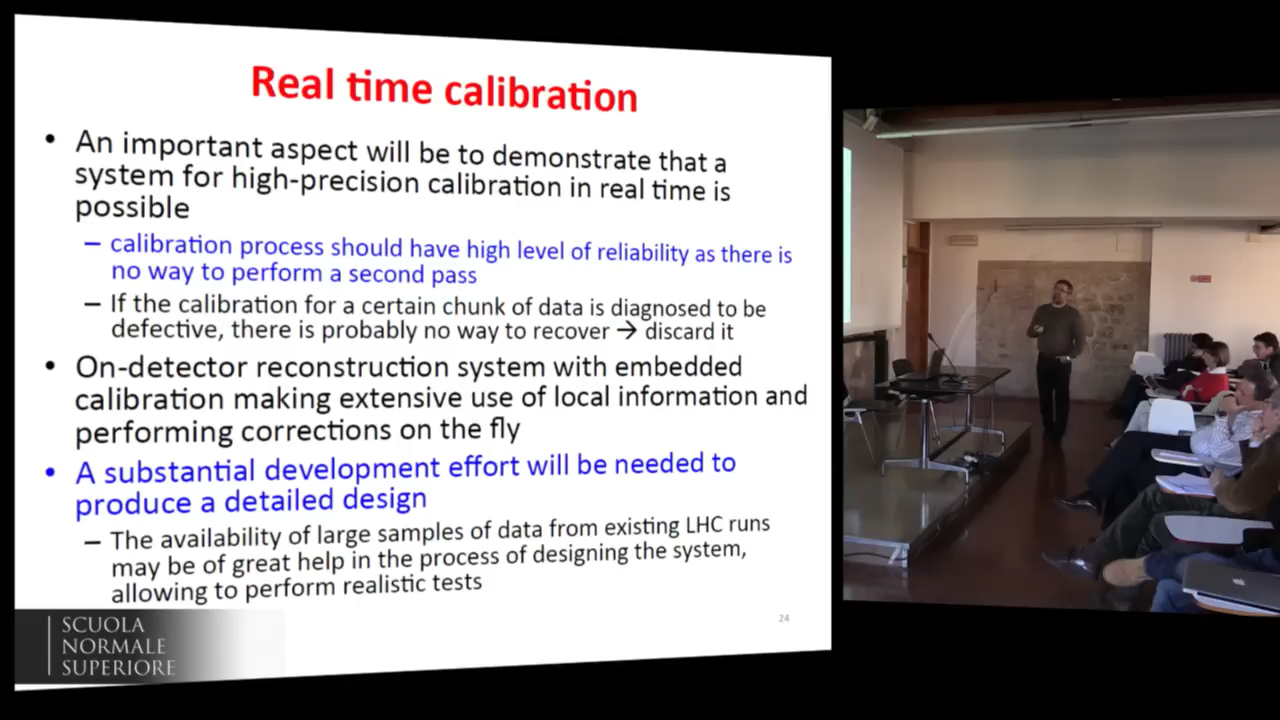 Real time calibration
• An important aspect will be to demonstrate that a
system for high-precision calibration in real time is
possible
– calibration process should have high level of reliability as there is
no way to perform a second pass
– If the calibration for a certain chunk of data is diagnosed to be
defective, there is probably no way to recover → discard it
• On-detector reconstruction system with embedded
calibration making extensive use of local information and
performing corrections on the fly
• A substantial development effort will be needed to
produce a detailed design
– The availability of large samples of data from existing LHC runs
may be of great help in the process of designing the system,
allowing to perform realistic tests
24
SCUOLA
NORMALE
SUPERIORE